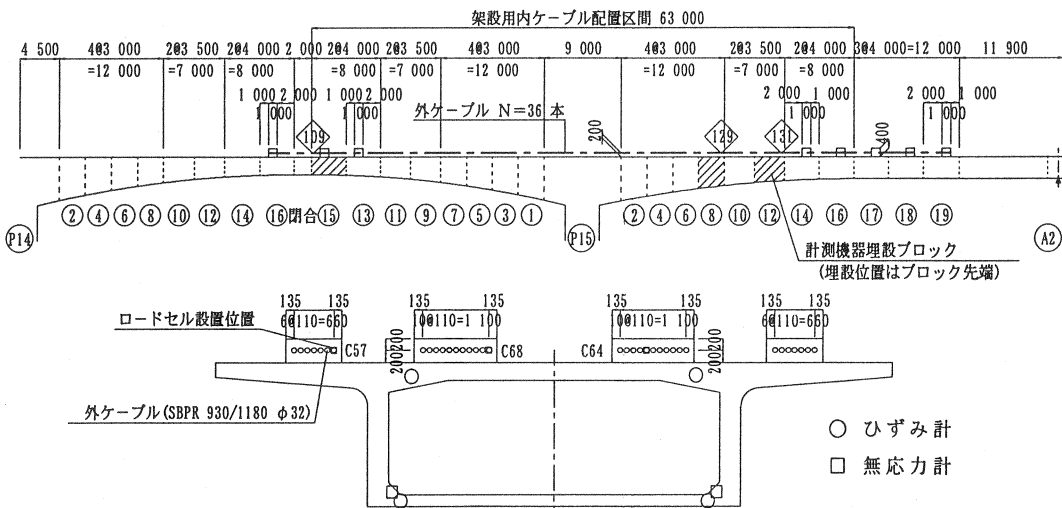 架設用内ケーブル配置区間 63 000
4 500 4@3 000 2@3 500 2@4 000 2 000 2@4 000 2@3 500 4@3 000 9 000 4@3 000 2@3 500 2@4 000 3@4 000=12 000 11 900
=12 000 =7 000 =8 000 =8 000 =7 000 =12 000 =12 000 =7 000 =8 000
1 000 2 000 1 000 2 000 2 000 1 000 2 000 1 000
1 000 1 000 1 000 1 000
外ケーブル N=36 本
109 200 129 131 400
② ④ ⑥ ⑧ ⑩ ⑫ ⑭ ⑯ 閉合 ⑮ ⑬ ⑪ ⑨ ⑦ ⑤ ③ ① ② ④ ⑥ ⑧ ⑩ ⑫ ⑭ ⑯ ⑰ ⑱ ⑲
P14 P15 A2
計測機器埋設ブロック
(埋設位置はブロック先端)
135 135 135 135 135 135 135 135
ロードセル設置位置
6@110=660 10@110=1 100 10@110=1 100 6@110=660
C57 C68 C64
200 200 200 200
外ケーブル(SBPR 930/1180 φ32)
○ ひずみ計
□ 無応力計